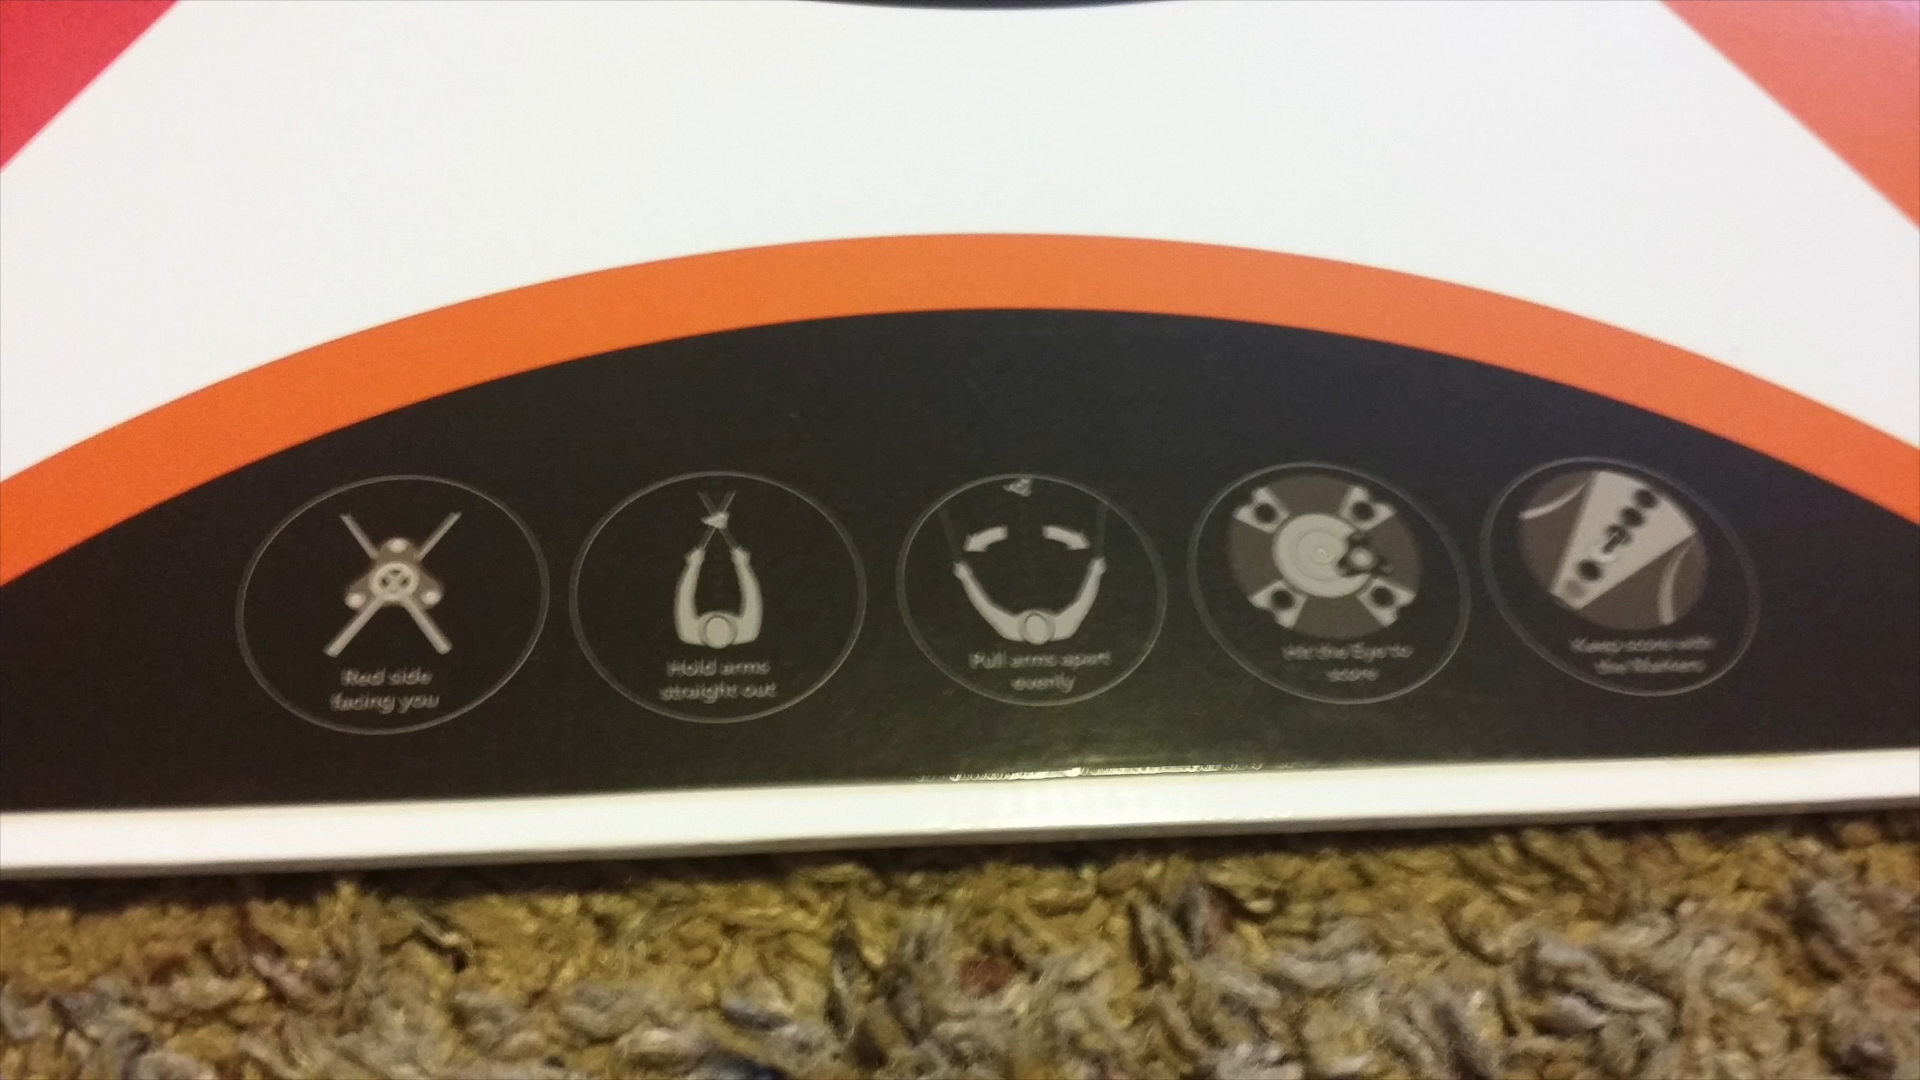 Red side
facing you
Hold arms
straight out
Pull arms apart
evenly
Hit the Eye to
score
Keep score with
the Markers